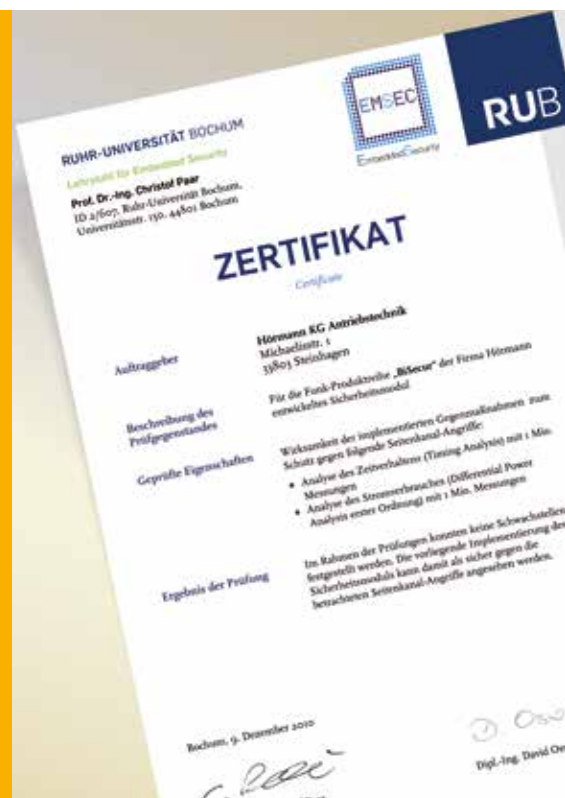 RUHR-UNIVERSITÄT BOCHUM
Lehrstuhl für Embedded Security
Prof. Dr.-Ing. Christof Paar
ID 2/607, Ruhr-Universität Bochum,
Universitätsstr. 150, 44801 Bochum
EMSEC
EmbeddedSecurity
RUB
ZERTIFIKAT
Certificate
Auftraggeber
Hörmann KG Antriebstechnik
Michaelisstr. 1
33803 Steinhagen
Beschreibung des
Prüfgegenstandes
Für die Funk-Produktreihe „BiSecur“ der Firma Hörmann
entwickeltes Sicherheitsmodul
Geprüfte Eigenschaften
Wirksamkeit der implementierten Gegenmaßnahmen zum
Schutz gegen folgende Seitenkanal-Angriffe:
• Analyse des Zeitverhaltens (Timing Analysis) mit 1 Mio.
Messungen
• Analyse des Stromverbrauches (Differential Power
Analysis erster Ordnung) mit 1 Mio. Messungen
Ergebnis der Prüfung
Im Rahmen der Prüfungen konnten keine Schwachstellen
festgestellt werden. Die vorliegende Implementierung des
Sicherheitsmoduls kann damit als sicher gegen die
betrachteten Seitenkanal-Angriffe angesehen werden.
Bochum, 9. Dezember 2010
Dipl.-Ing. David